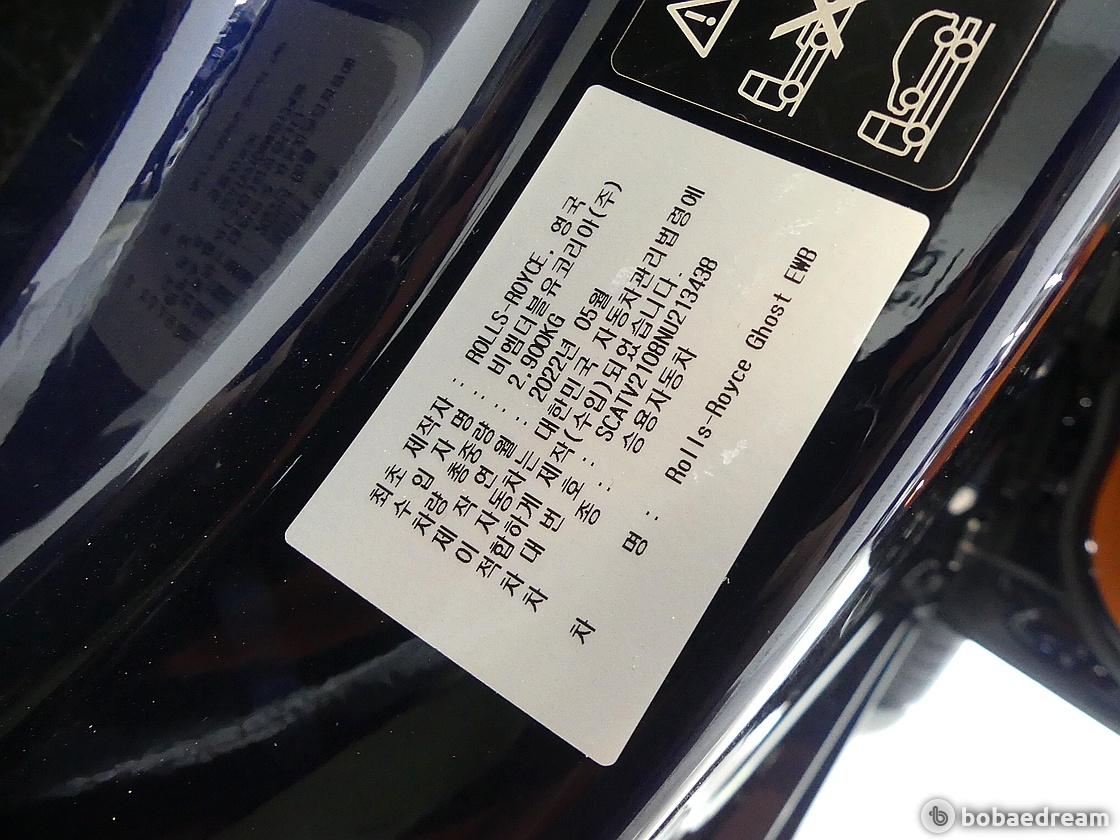 최초 제작자 : ROLLS-ROYCE, 영국
수 입 자 명 : 비엠더블유코리아(주)
차량 총중량 : 2,900KG
제 작 연 월 : 2022년 05월
이 자동차는 대한민국 자동차관리법령에
적합하게 제작(수입)되었습니다.
차 대 번 호 : SCATV2108NU213438
차 종 : 승용자동차
차 명 : Rolls-Royce Ghost EWB
bobaedream